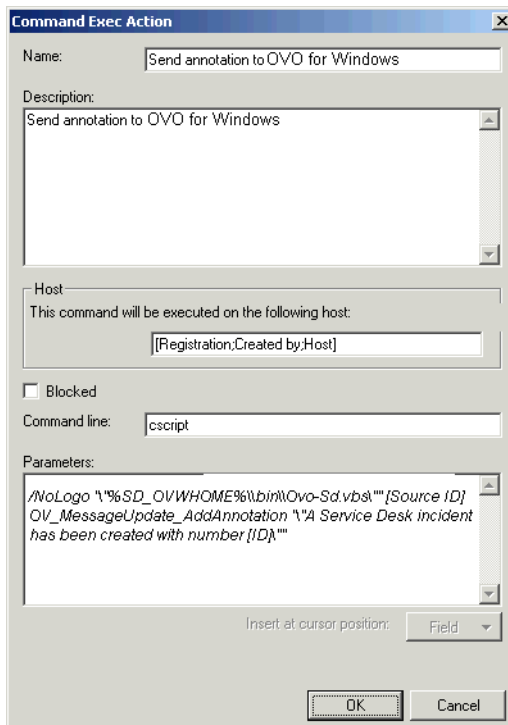 Command Exec Action
Name: Send annotation to OVO for Windows
Description:
Send annotation to OVO for Windows
Host
This command will be executed on the following host:
[Registration;Created by;Host]
Blocked
Command line: cscript
Parameters:
/NoLogo "\"%SD_OVWHOME%\\bin\\Ovo-Sd.vbs\"" [Source ID]
OV_MessageUpdate_AddAnnotation "\"A Service Desk incident
has been created with number [ID]\""
Insert at cursor position: Field
OK Cancel